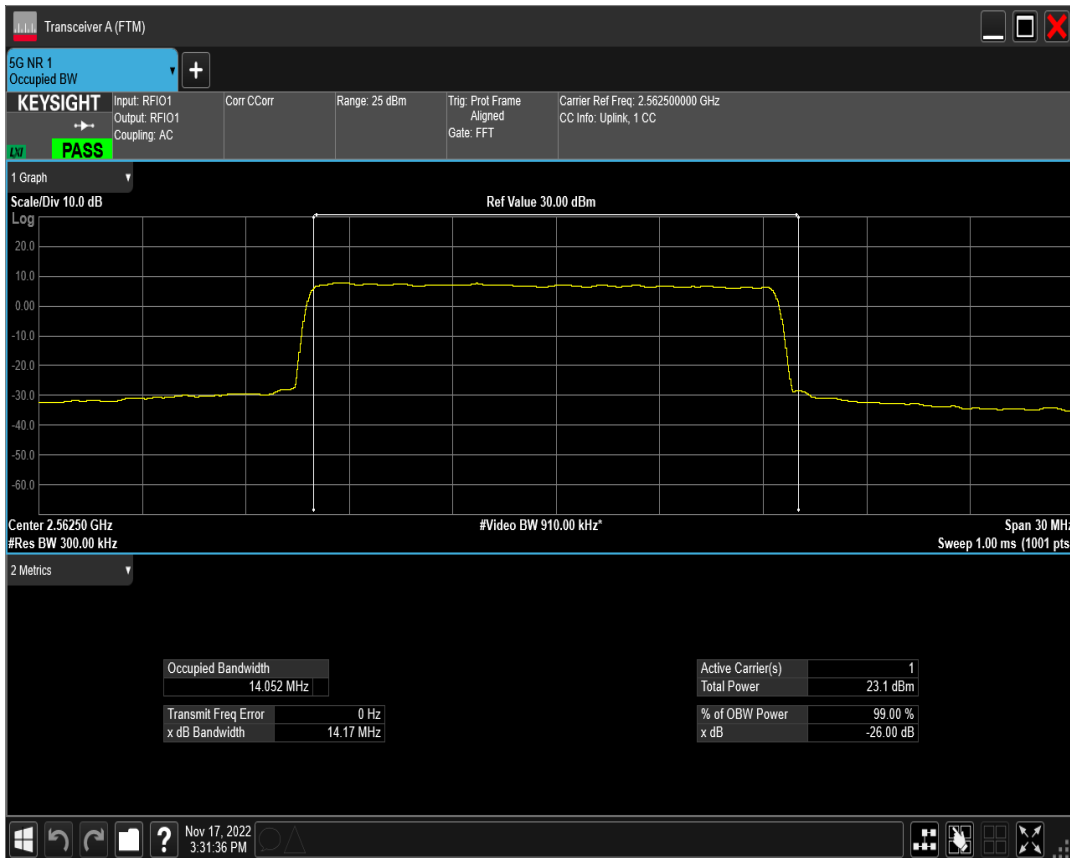 Transceiver A (FTM)
5G NR 1
Occupied BW
+
KEYSIGHT
Input: RFIO1
Output: RFIO1
Coupling: AC
Corr CCorr
Range: 25 dBm
Trig: Prot Frame
Aligned
Gate: FFT
Carrier Ref Freq: 2.562500000 GHz
CC Info: Uplink, 1 CC
LXI
PASS
1 Graph
Scale/Div 10.0 dB
Ref Value 30.00 dBm
Log
20.0
10.0
0.00
-10.0
-20.0
-30.0
-40.0
-50.0
-60.0
Center 2.56250 GHz
#Video BW 910.00 kHz*
Span 30 MHz
#Res BW 300.00 kHz
Sweep 1.00 ms (1001 pts
2 Metrics
Occupied Bandwidth
14.052 MHz
Transmit Freq Error 0 Hz
x dB Bandwidth 14.17 MHz
Active Carrier(s) 1
Total Power 23.1 dBm
% of OBW Power 99.00 %
x dB -26.00 dB
?
Nov 17, 2022
3:31:36 PM